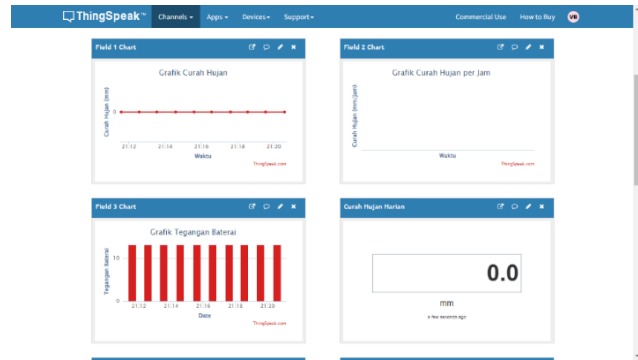 ThingSpeak™ Channels Apps Devices Support Commercial Use How to Buy VB
Field 1 Chart
Grafik Curah Hujan
Curah Hujan (mm)
0
21:12 21:14 21:16 21:18 21:20
Waktu
ThingSpeak.com
Field 2 Chart
Grafik Curah Hujan per Jam
Curah Hujan (mm/jam)
Waktu
ThingSpeak.com
Field 3 Chart
Grafik Tegangan Baterai
Tegangan Baterai
10
0
21:12 21:14 21:16 21:18 21:20
Date
ThingSpeak.com
Curah Hujan Harian
0.0
mm
a few seconds ago